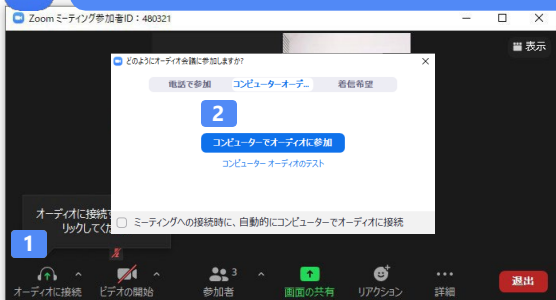 Zoom ミーティング参加者ID：480321
表示
どのようにオーディオ会議に参加しますか?
電話で参加 コンピューターオーデ... 着信希望
2
コンピューターでオーディオに参加
コンピューター オーディオのテスト
ミーティングへの接続時に、自動的にコンピューターでオーディオに接続
オーディオに接続す
リックしてくだ
1
3
オーディオに接続 ビデオの開始 参加者 画面の共有 リアクション 詳細 退出